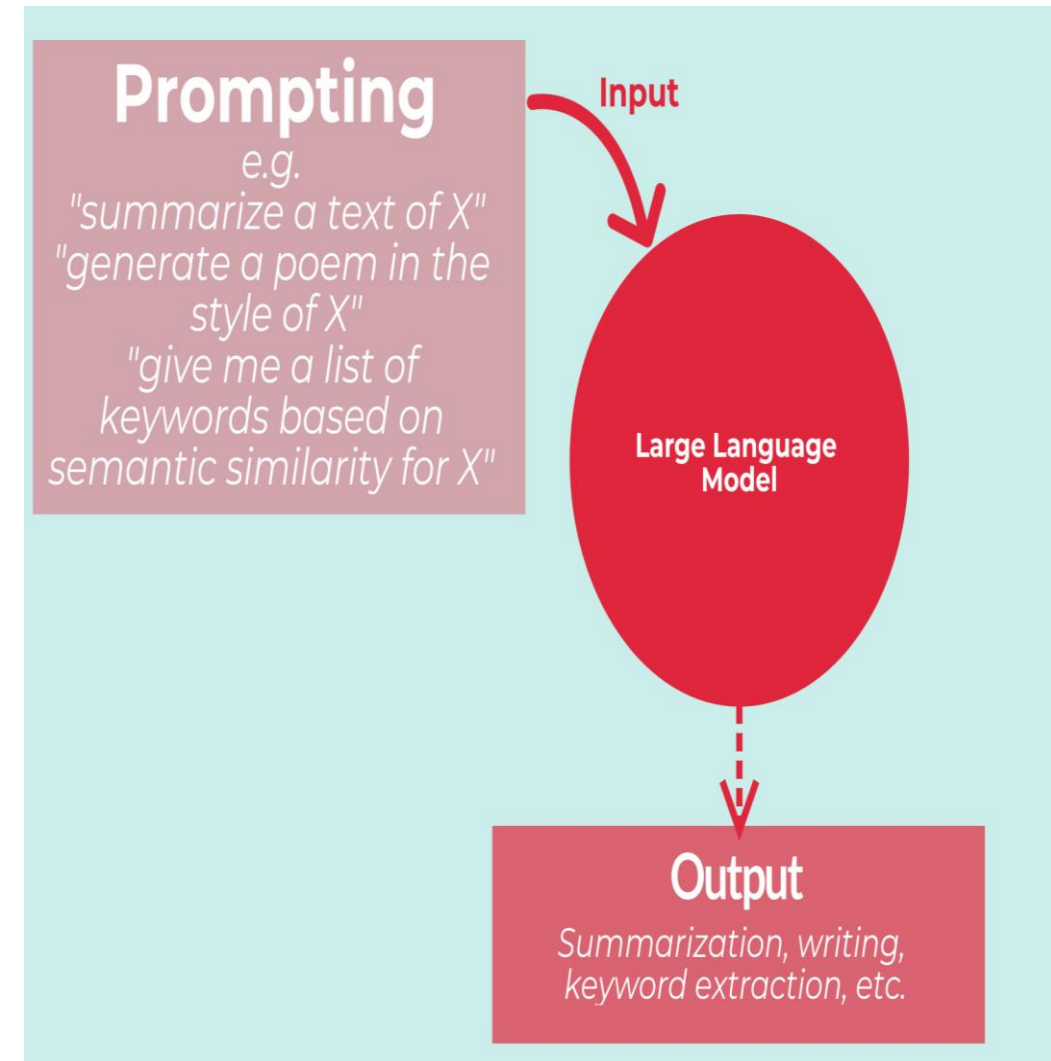 Prompting
e.g.
"summarize a text of X"
"generate a poem in the
style of X"
"give me a list of
keywords based on
semantic similarity for X"
Input
Large Language
Model
Output
Summarization, writing,
keyword extraction, etc.